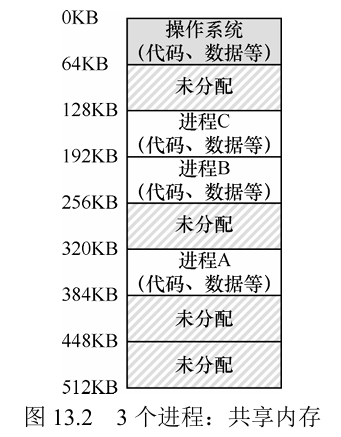 0KB
操作系统
(代码、数据等)
64KB
未分配
128KB
进程C
(代码、数据等)
192KB
进程B
(代码、数据等)
256KB
未分配
320KB
进程A
(代码、数据等)
384KB
未分配
448KB
未分配
512KB
图 13.2 3 个进程：共享内存